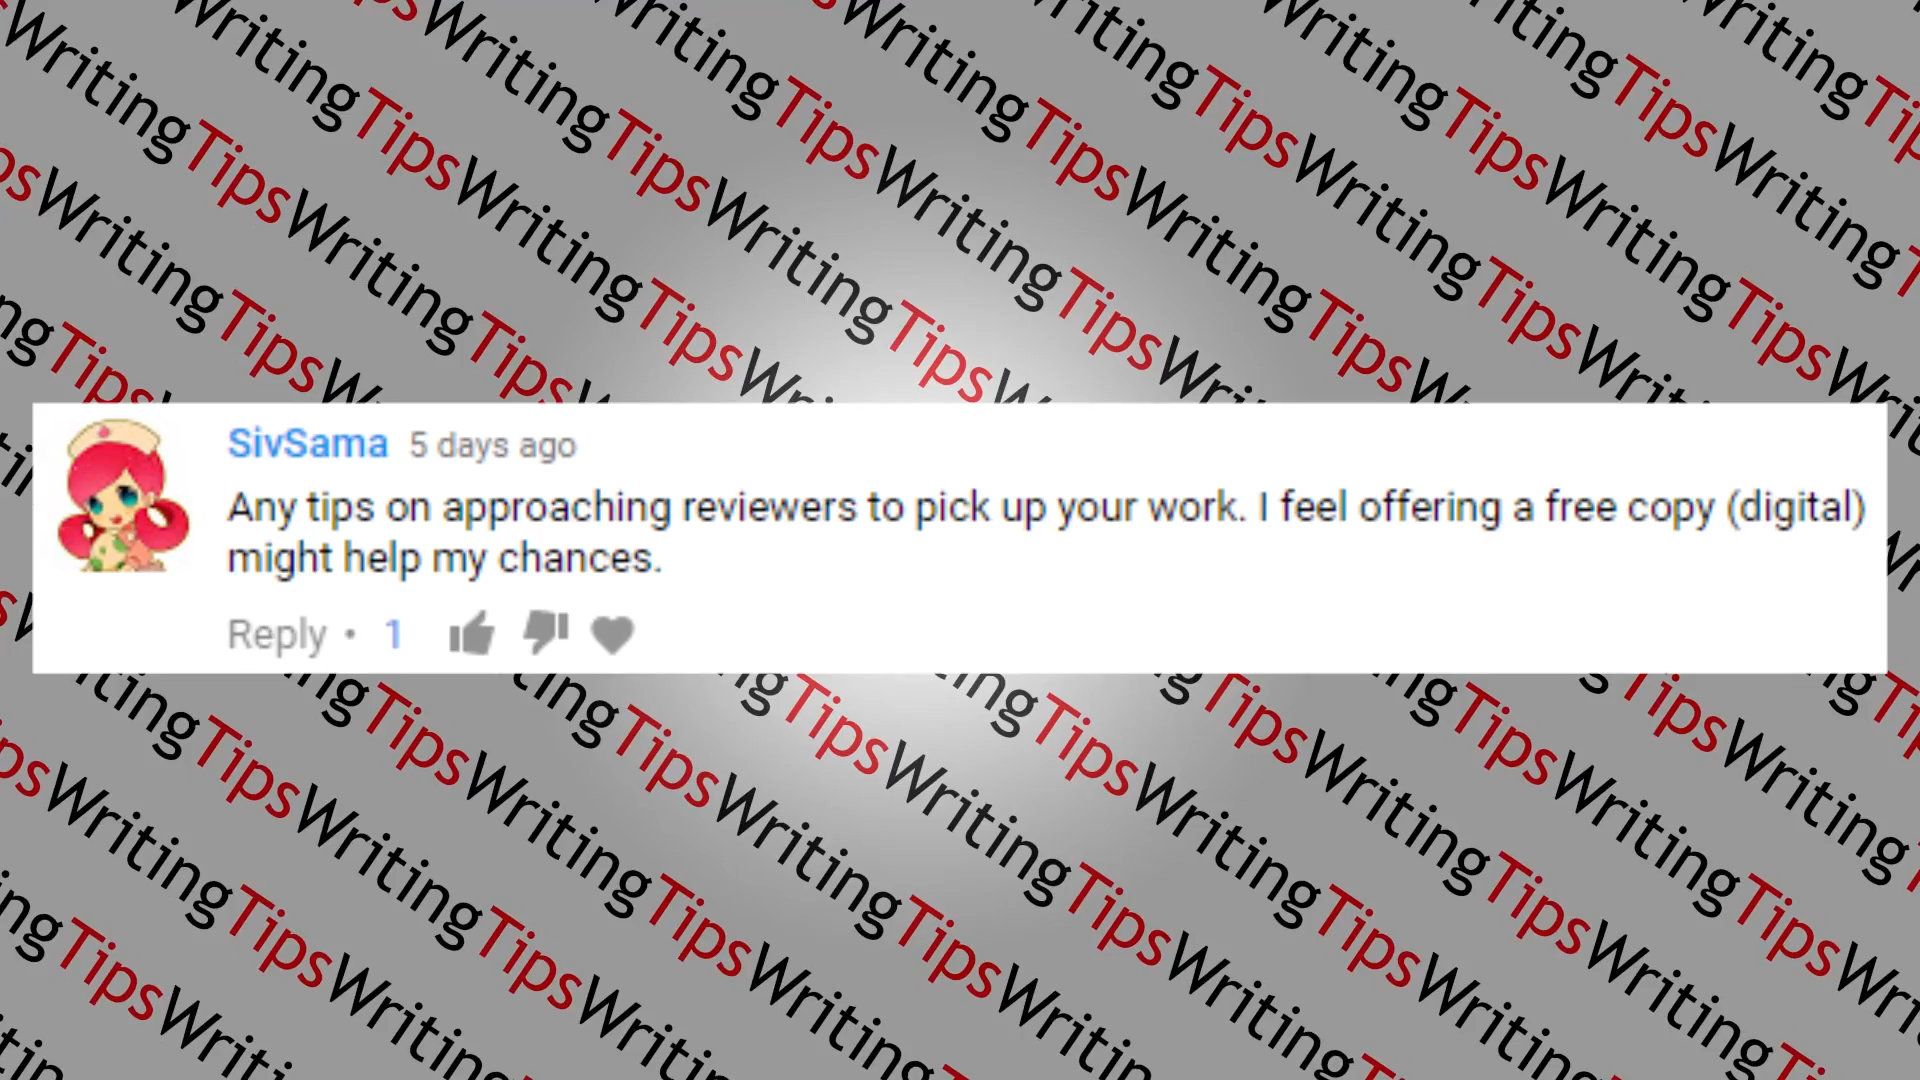 WritingTipsWritingTipsWritingTips
SivSama 5 days ago
Any tips on approaching reviewers to pick up your work. I feel offering a free copy (digital)
might help my chances.
Reply • 1